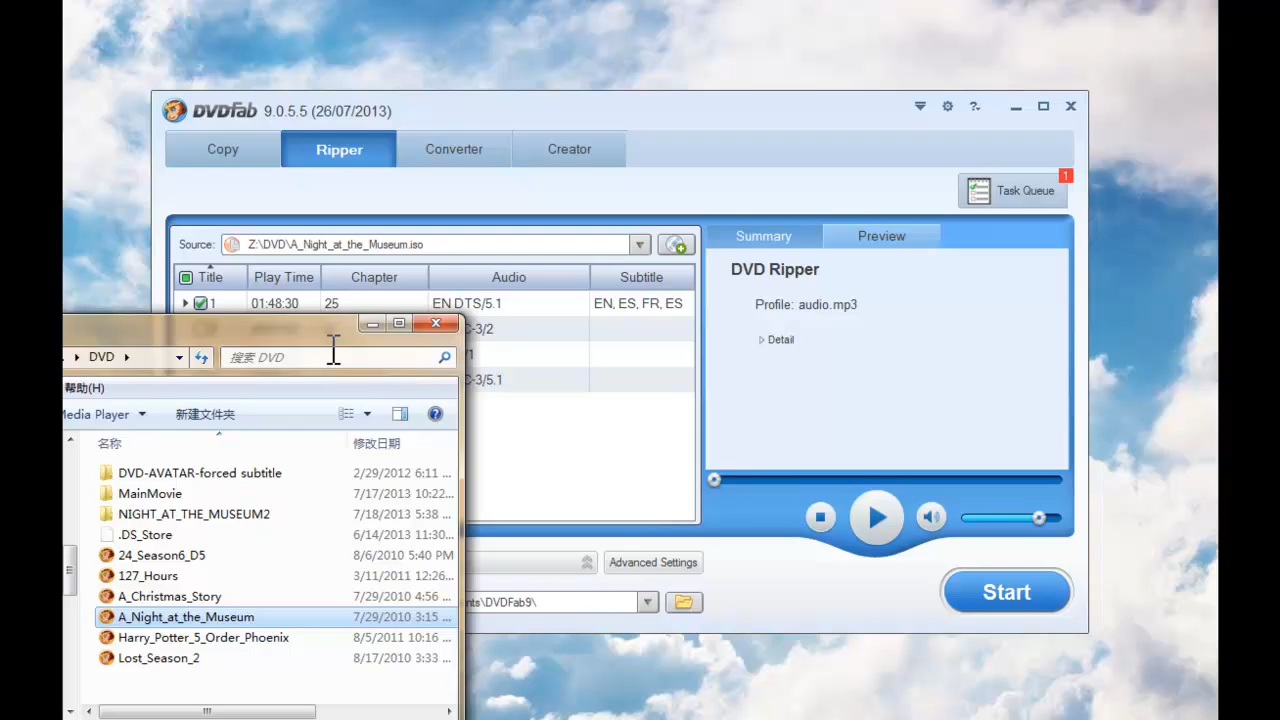 DVDFab 9.0.5.5 (26/07/2013)
Copy
Ripper
Converter
Creator
1
Task Queue
Source: Z:\DVD\A_Night_at_the_Museum.iso
Title Play Time Chapter Audio Subtitle
1 01:48:30 25 EN DTS/5.1 EN, ES, FR, ES
C-3/2
/1
C-3/5.1
Summary
Preview
DVD Ripper
Profile: audio.mp3
Detail
DVD
搜索 DVD
帮助(H)
Media Player
新建文件夹
名称 修改日期
DVD-AVATAR-forced subtitle 2/29/2012 6:11 ...
MainMovie 7/17/2013 10:22...
NIGHT_AT_THE_MUSEUM2 7/18/2013 5:38 ...
.DS_Store 6/14/2013 11:30...
24_Season6_D5 8/6/2010 5:40 PM
127_Hours 3/11/2011 12:26...
A_Christmas_Story 7/29/2010 4:56 ...
A_Night_at_the_Museum 7/29/2010 3:15 ...
Harry_Potter_5_Order_Phoenix 8/5/2011 10:16 ...
Lost_Season_2 8/17/2010 3:33 ...
Advanced Settings
nts\DVDFab9\
Start